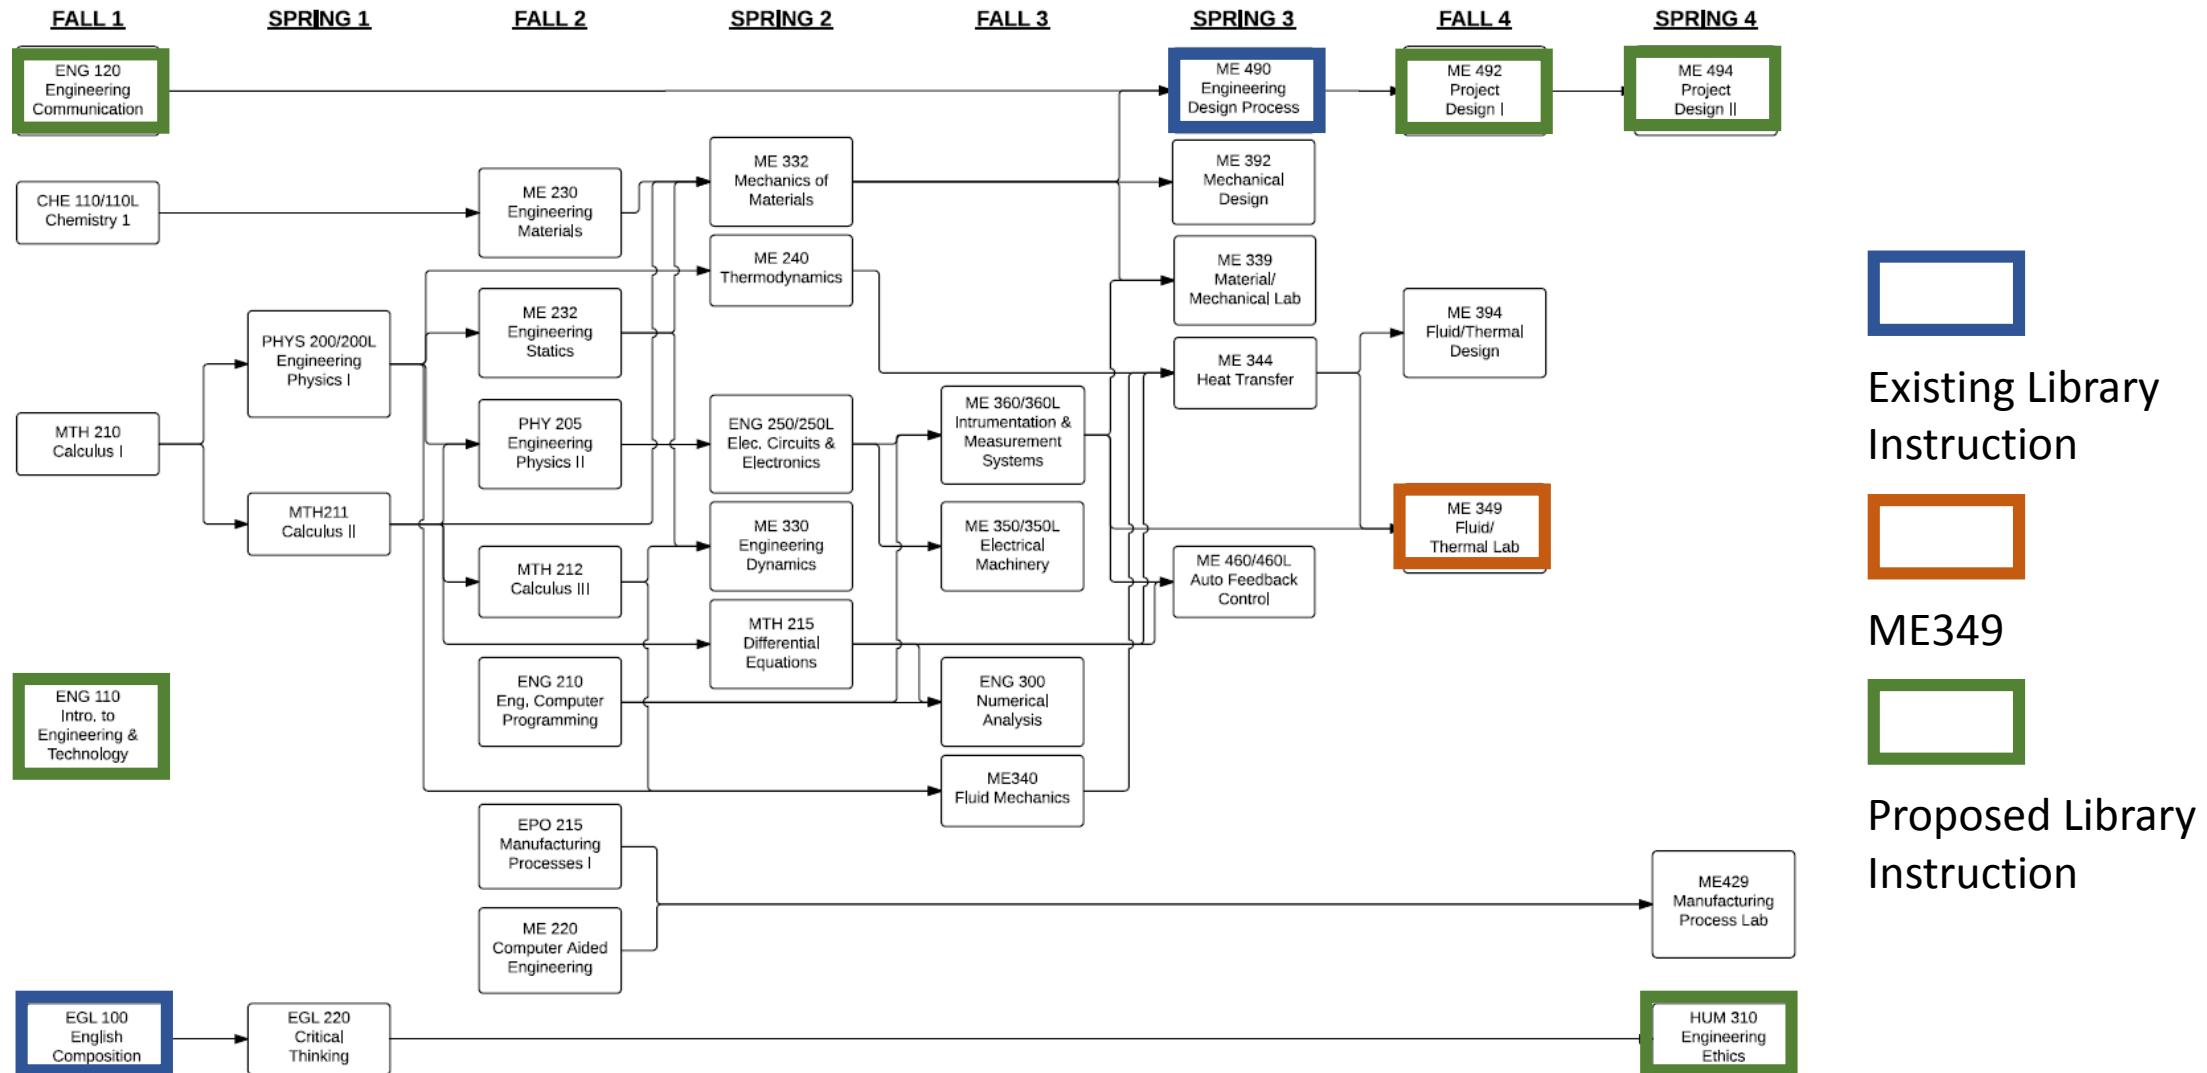 FALL 1
SPRING 1
FALL 2
SPRING 2
FALL 3
SPRING 3
FALL 4
SPRING 4
ENG 120
Engineering
Communication
CHE 110/110L
Chemistry 1
MTH 210
Calculus I
ENG 110
Intro. to
Engineering &
Technology
EGL 100
English
Composition
PHYS 200/200L
Engineering
Physics I
MTH211
Calculus II
EGL 220
Critical
Thinking
ME 230
Engineering
Materials
ME 232
Engineering
Statics
PHY 205
Engineering
Physics II
MTH 212
Calculus III
ENG 210
Eng, Computer
Programming
EPO 215
Manufacturing
Processes I
ME 220
Computer Aided
Engineering
ME 332
Mechanics of
Materials
ME 240
Thermodynamics
ENG 250/250L
Elec. Circuits &
Electronics
ME 330
Engineering
Dynamics
MTH 215
Differential
Equations
ME 360/360L
Intrumentation &
Measurement
Systems
ME 350/350L
Electrical
Machinery
ENG 300
Numerical
Analysis
ME340
Fluid Mechanics
ME 490
Engineering
Design Process
ME 392
Mechanical
Design
ME 339
Material/
Mechanical Lab
ME 344
Heat Transfer
ME 460/460L
Auto Feedback
Control
ME 492
Project
Design I
ME 394
Fluid/Thermal
Design
ME 349
Fluid/
Thermal Lab
ME 494
Project
Design II
ME429
Manufacturing
Process Lab
HUM 310
Engineering
Ethics
Existing Library
Instruction
ME349
Proposed Library
Instruction